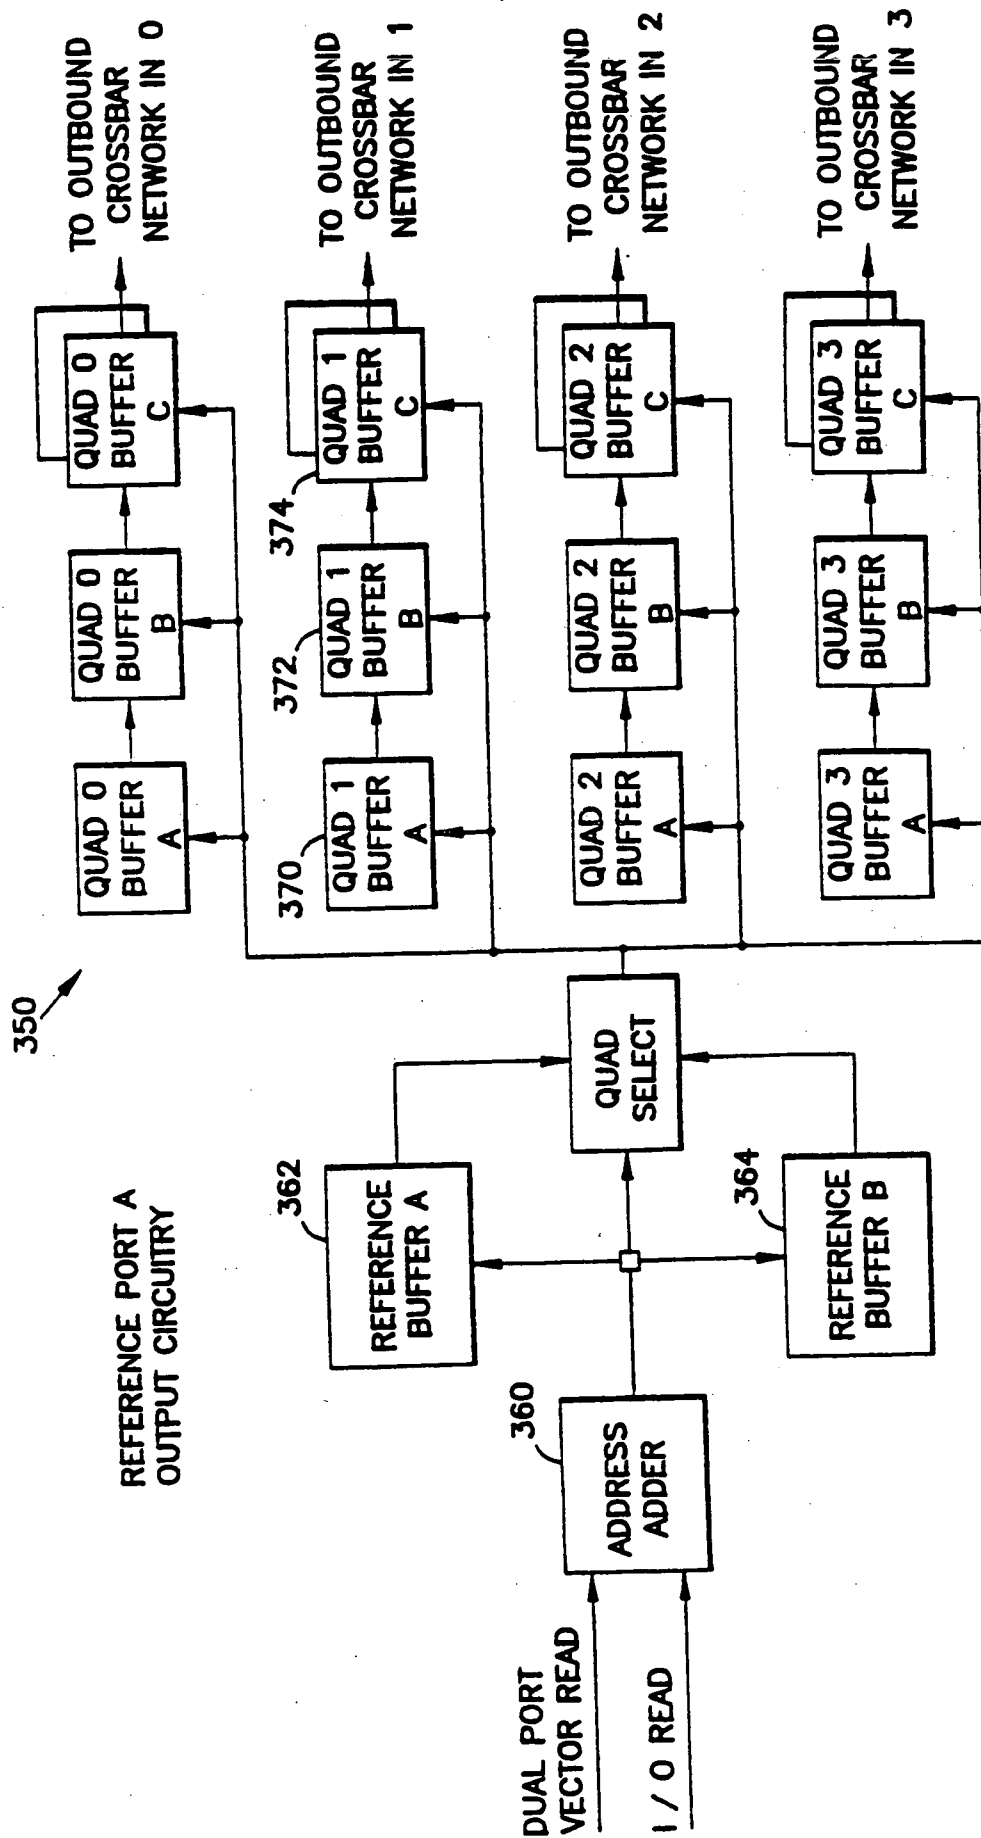 350
REFERENCE PORT A
OUTPUT CIRCUITRY
DUAL PORT
VECTOR READ
I / O READ
360
ADDRESS
ADDER
362
REFERENCE
BUFFER A
364
REFERENCE
BUFFER B
QUAD
SELECT
QUAD 0
BUFFER
A
QUAD 0
BUFFER
B
QUAD 0
BUFFER
C
TO OUTBOUND
CROSSBAR
NETWORK IN 0
370
QUAD 1
BUFFER
A
372
QUAD 1
BUFFER
B
374
QUAD 1
BUFFER
C
TO OUTBOUND
CROSSBAR
NETWORK IN 1
QUAD 2
BUFFER
A
QUAD 2
BUFFER
B
QUAD 2
BUFFER
C
TO OUTBOUND
CROSSBAR
NETWORK IN 2
QUAD 3
BUFFER
A
QUAD 3
BUFFER
B
QUAD 3
BUFFER
C
TO OUTBOUND
CROSSBAR
NETWORK IN 3